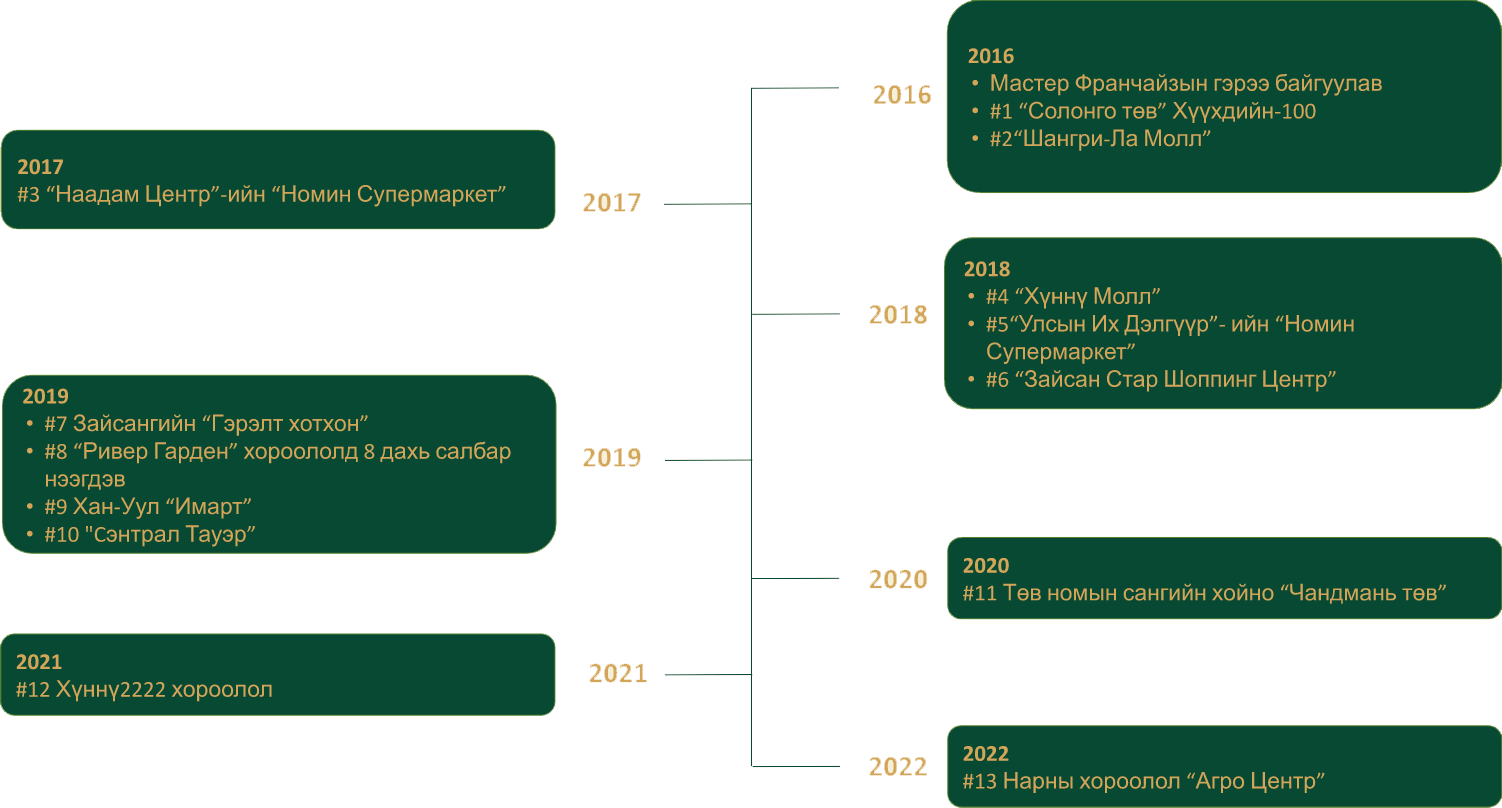 2016
2016
• Мастер Франчайзын гэрээ байгуулав
• #1 “Солонго төв” Хүүхдийн-100
• #2“Шангри-Ла Молл”
2017
#3 “Наадам Центр”-ийн “Номин Супермаркет”
2017
2018
2018
• #4 “Хүннү Молл”
• #5“Улсын Их Дэлгүүр”- ийн “Номин
Супермаркет”
• #6 “Зайсан Стар Шоппинг Центр”
2019
• #7 Зайсангийн “Гэрэлт хотхон”
• #8 “Ривер Гарден” хороололд 8 дахь салбар
нээгдэв
• #9 Хан-Уул “Имарт”
• #10 "Сэнтрал Тауэр”
2019
2020
2020
#11 Төв номын сангийн хойно “Чандмань төв”
2021
#12 Хүннү2222 хороолол
2021
2022
2022
#13 Нарны хороолол “Агро Центр”